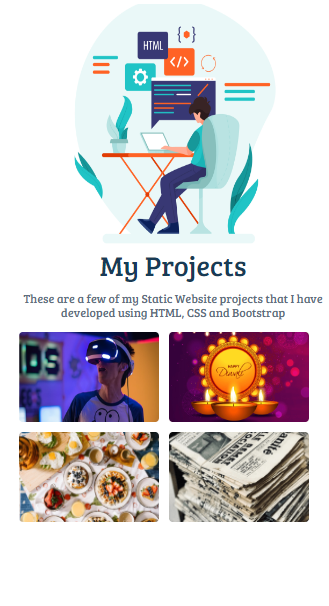 HTML
{ }
</>
My Projects
These are a few of my Static Website projects that I have
developed using HTML, CSS and Bootstrap
HAPPY
Diwali